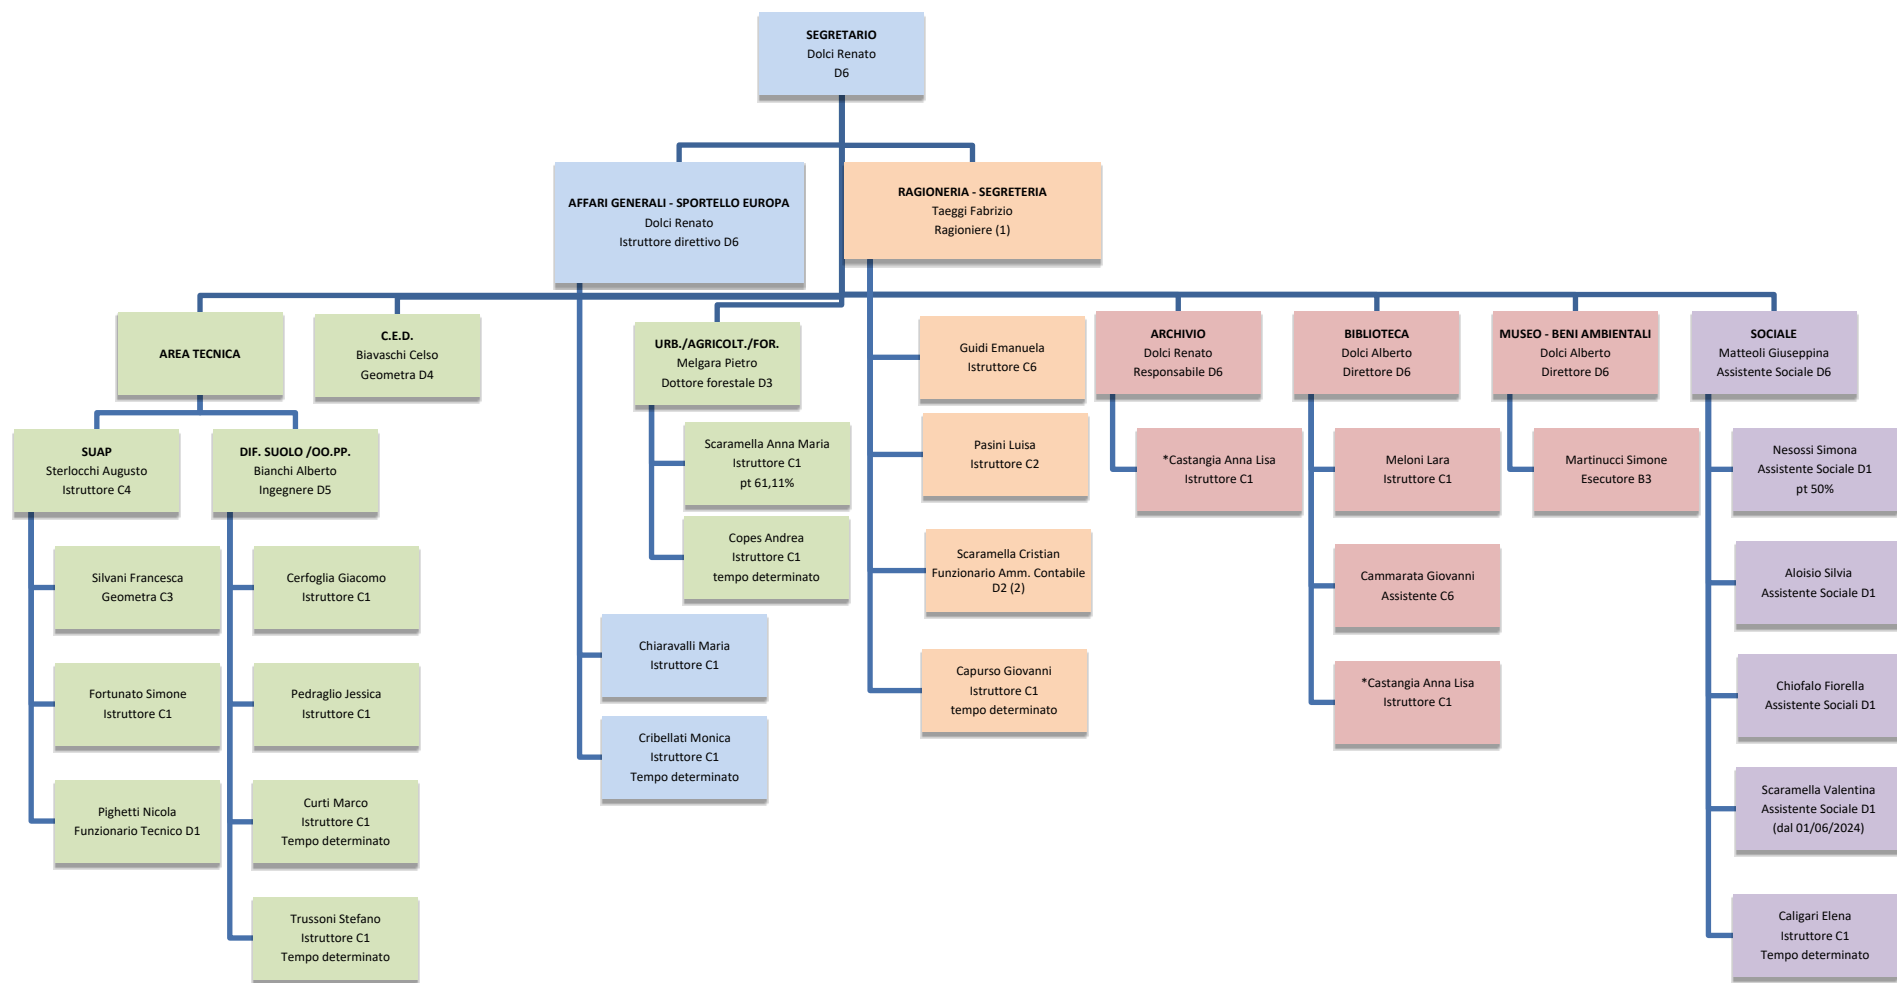 SEGRETARIO
Dolci Renato
D6
AFFARI GENERALI - SPORTELLO EUROPA
Dolci Renato
Istruttore direttivo D6
RAGIONERIA - SEGRETERIA
Taeggi Fabrizio
Ragioniere (1)
AREA TECNICA
C.E.D.
Biavaschi Celso
Geometra D4
URB./AGRICOLT./FOR.
Melgara Pietro
Dottore forestale D3
Guidi Emanuela
Istruttore C6
ARCHIVIO
Dolci Renato
Responsabile D6
BIBLIOTECA
Dolci Alberto
Direttore D6
MUSEO - BENI AMBIENTALI
Dolci Alberto
Direttore D6
SOCIALE
Matteoli Giuseppina
Assistente Sociale D6
SUAP
Sterlocchi Augusto
Istruttore C4
DIF. SUOLO /OO.PP.
Bianchi Alberto
Ingegnere D5
Scaramella Anna Maria
Istruttore C1
pt 61,11%
Pasini Luisa
Istruttore C2
*Castangia Anna Lisa
Istruttore C1
Meloni Lara
Istruttore C1
Martinucci Simone
Esecutore B3
Nesossi Simona
Assistente Sociale D1
pt 50%
Silvani Francesca
Geometra C3
Cerfoglia Giacomo
Istruttore C1
Copes Andrea
Istruttore C1
tempo determinato
Scaramella Cristian
Funzionario Amm. Contabile
D2 (2)
Cammarata Giovanni
Assistente C6
Aloisio Silvia
Assistente Sociale D1
Fortunato Simone
Istruttore C1
Pedraglio Jessica
Istruttore C1
Chiaravalli Maria
Istruttore C1
Capurso Giovanni
Istruttore C1
tempo determinato
*Castangia Anna Lisa
Istruttore C1
Chiofalo Fiorella
Assistente Sociali D1
Pighetti Nicola
Funzionario Tecnico D1
Curti Marco
Istruttore C1
Tempo determinato
Cribellati Monica
Istruttore C1
Tempo determinato
Scaramella Valentina
Assistente Sociale D1
(dal 01/06/2024)
Trussoni Stefano
Istruttore C1
Tempo determinato
Caligari Elena
Istruttore C1
Tempo determinato